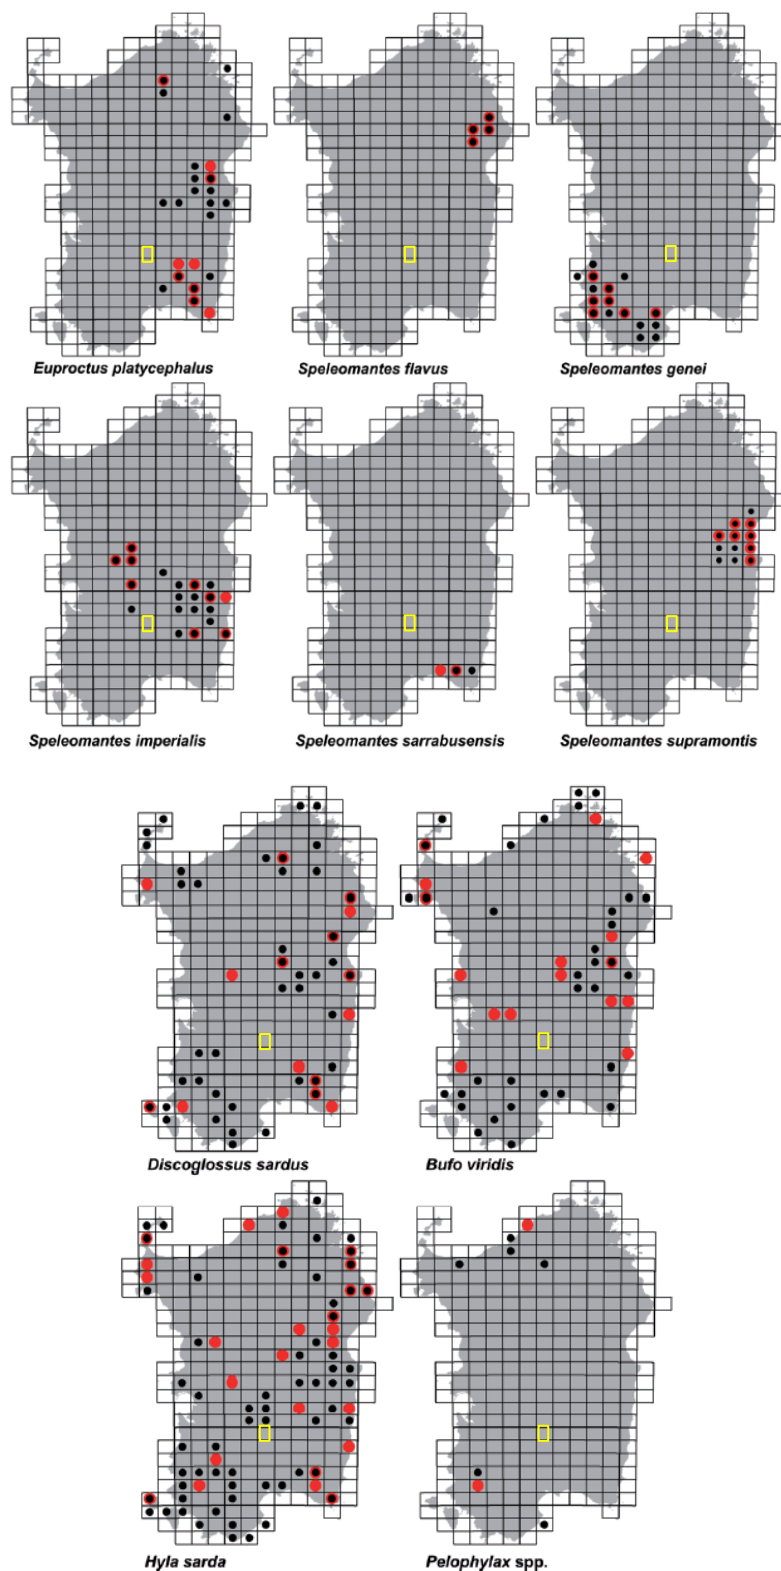 Euproctus platycephalus
Speleomantes flavus
Speleomantes genei
Speleomantes imperialis
Speleomantes sarrabusensis
Speleomantes supramontis
Discoglossus sardus
Bufo viridis
Hyla sarda
Pelophylax spp.